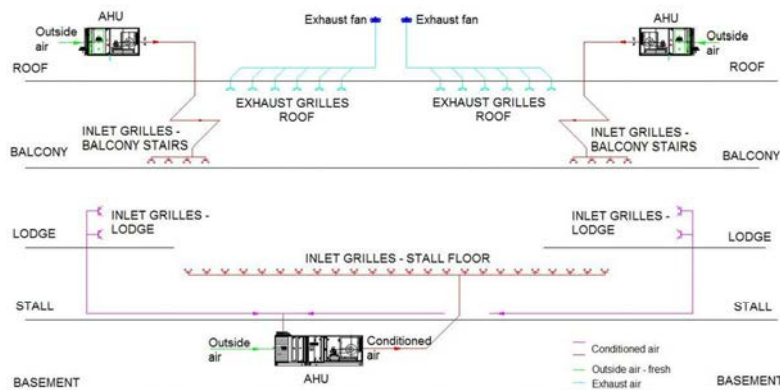 AHU
Exhaust fan
Exhaust fan
AHU
Outside
air
Outside
air
ROOF
ROOF
EXHAUST GRILLES
ROOF
EXHAUST GRILLES
ROOF
INLET GRILLES -
BALCONY STAIRS
INLET GRILLES -
BALCONY STAIRS
BALCONY
BALCONY
INLET GRILLES -
LODGE
INLET GRILLES -
LODGE
LODGE
LODGE
INLET GRILLES - STALL FLOOR
STALL
STALL
Outside
air
Conditioned
air
AHU
Conditioned air
Outside air - fresh
Exhaust air
BASEMENT
BASEMENT